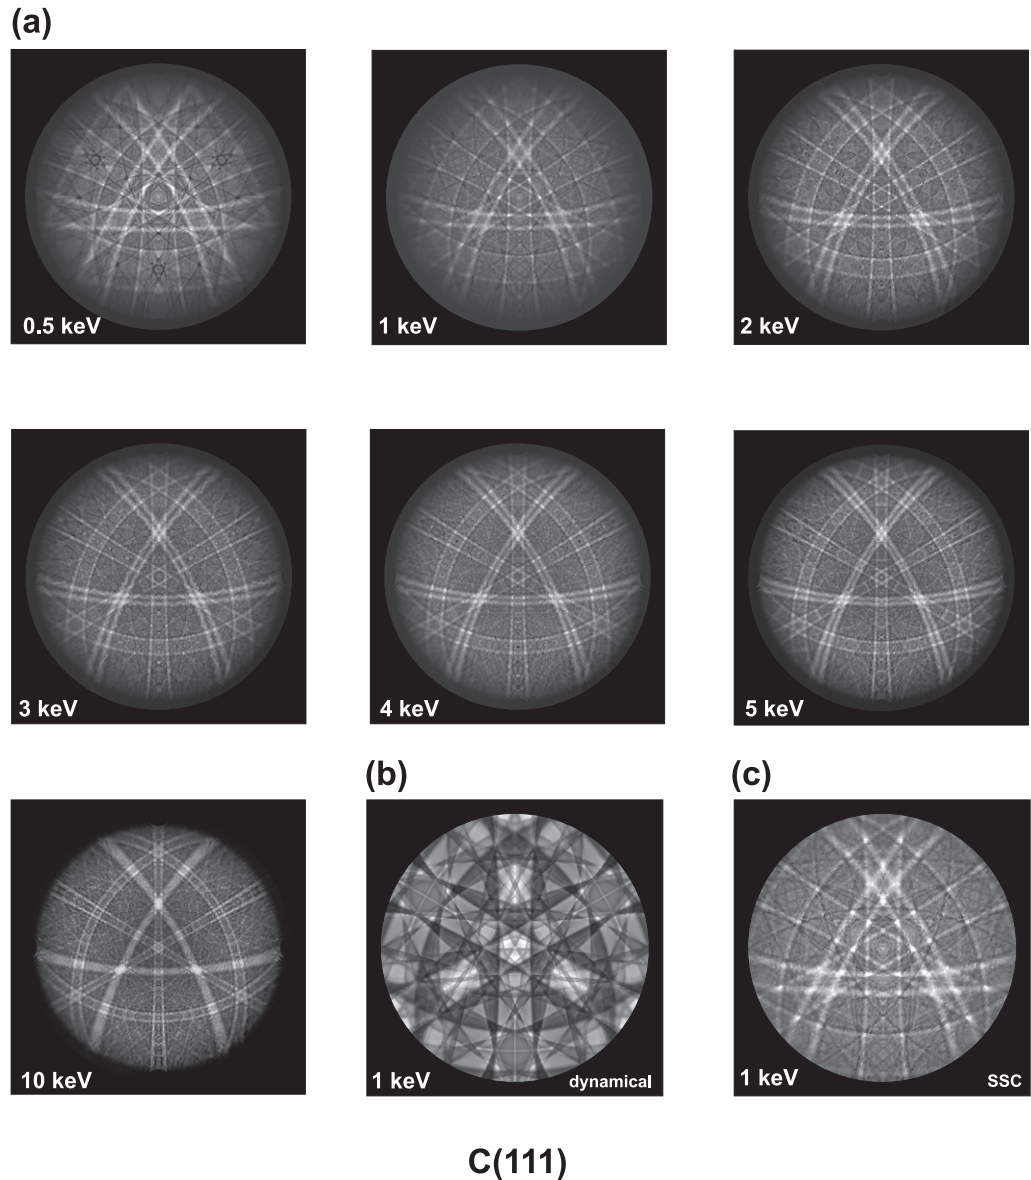 (a)
0.5 keV
1 keV
2 keV
3 keV
4 keV
5 keV
(b)
(c)
10 keV
1 keV
dynamical
1 keV
SSC
C(111)